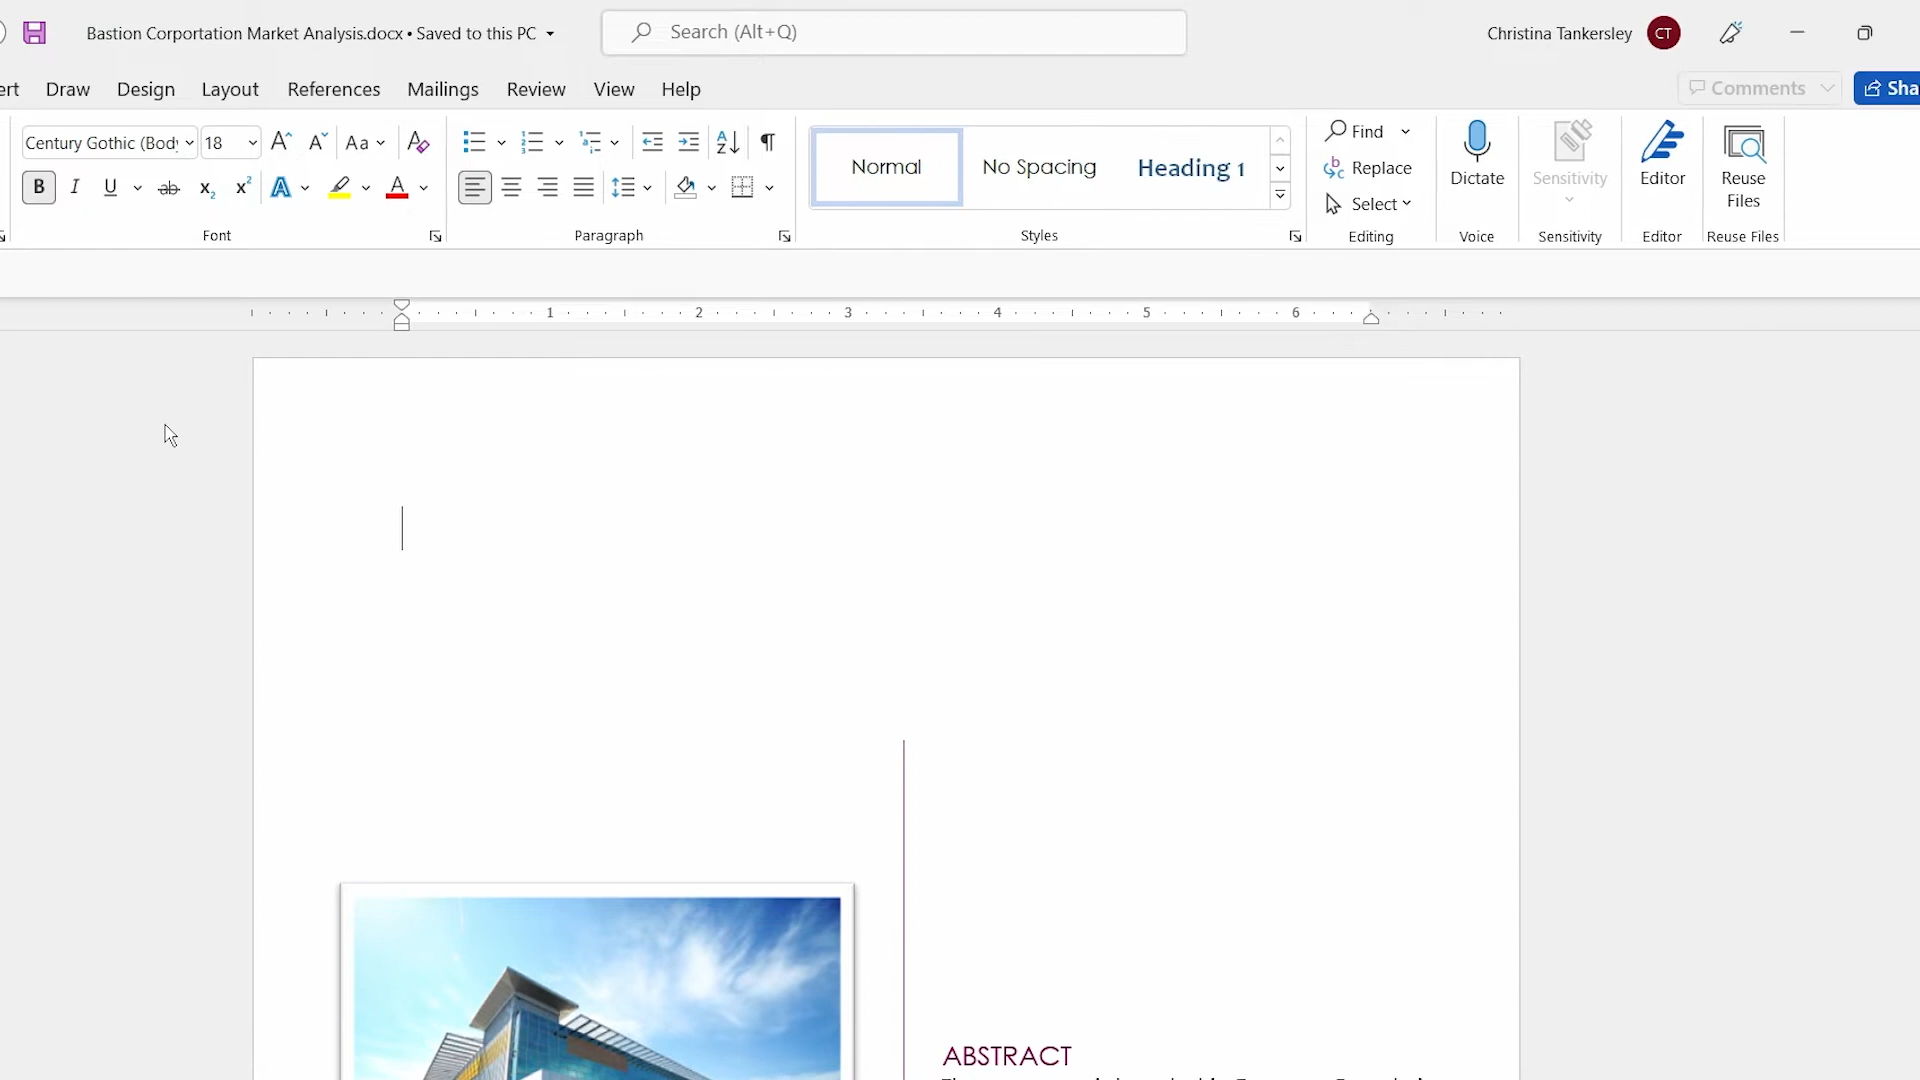 Bastion Corportation Market Analysis.docx • Saved to this PC
Search (Alt+Q)
Christina Tankersley
CT
ert Draw Design Layout References Mailings Review View Help
Comments
Sha
Century Gothic (Body
18
Aa
Normal
No Spacing
Heading 1
Find
Replace
Select
Dictate
Sensitivity
Editor
Reuse
Files
Font
Paragraph
Styles
Editing
Voice
Sensitivity
Editor
Reuse Files
1 2 3 4 5 6
ABSTRACT